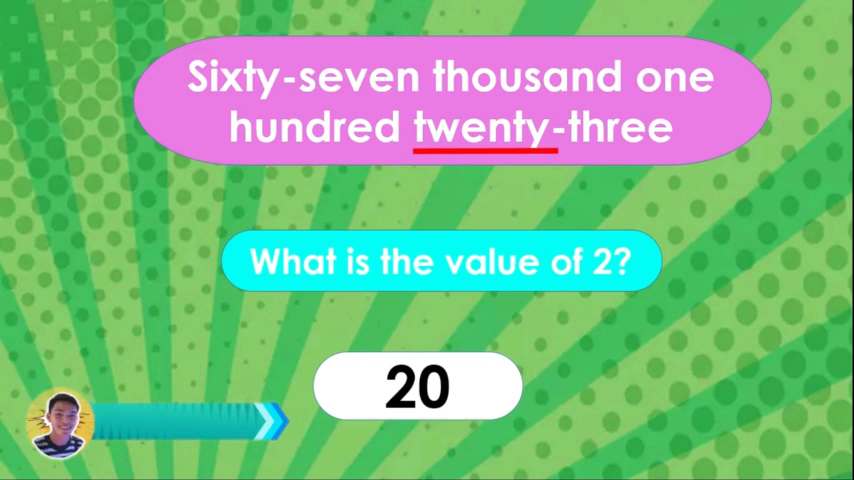 Sixty-seven thousand one
hundred twenty-three
What is the value of 2?
20